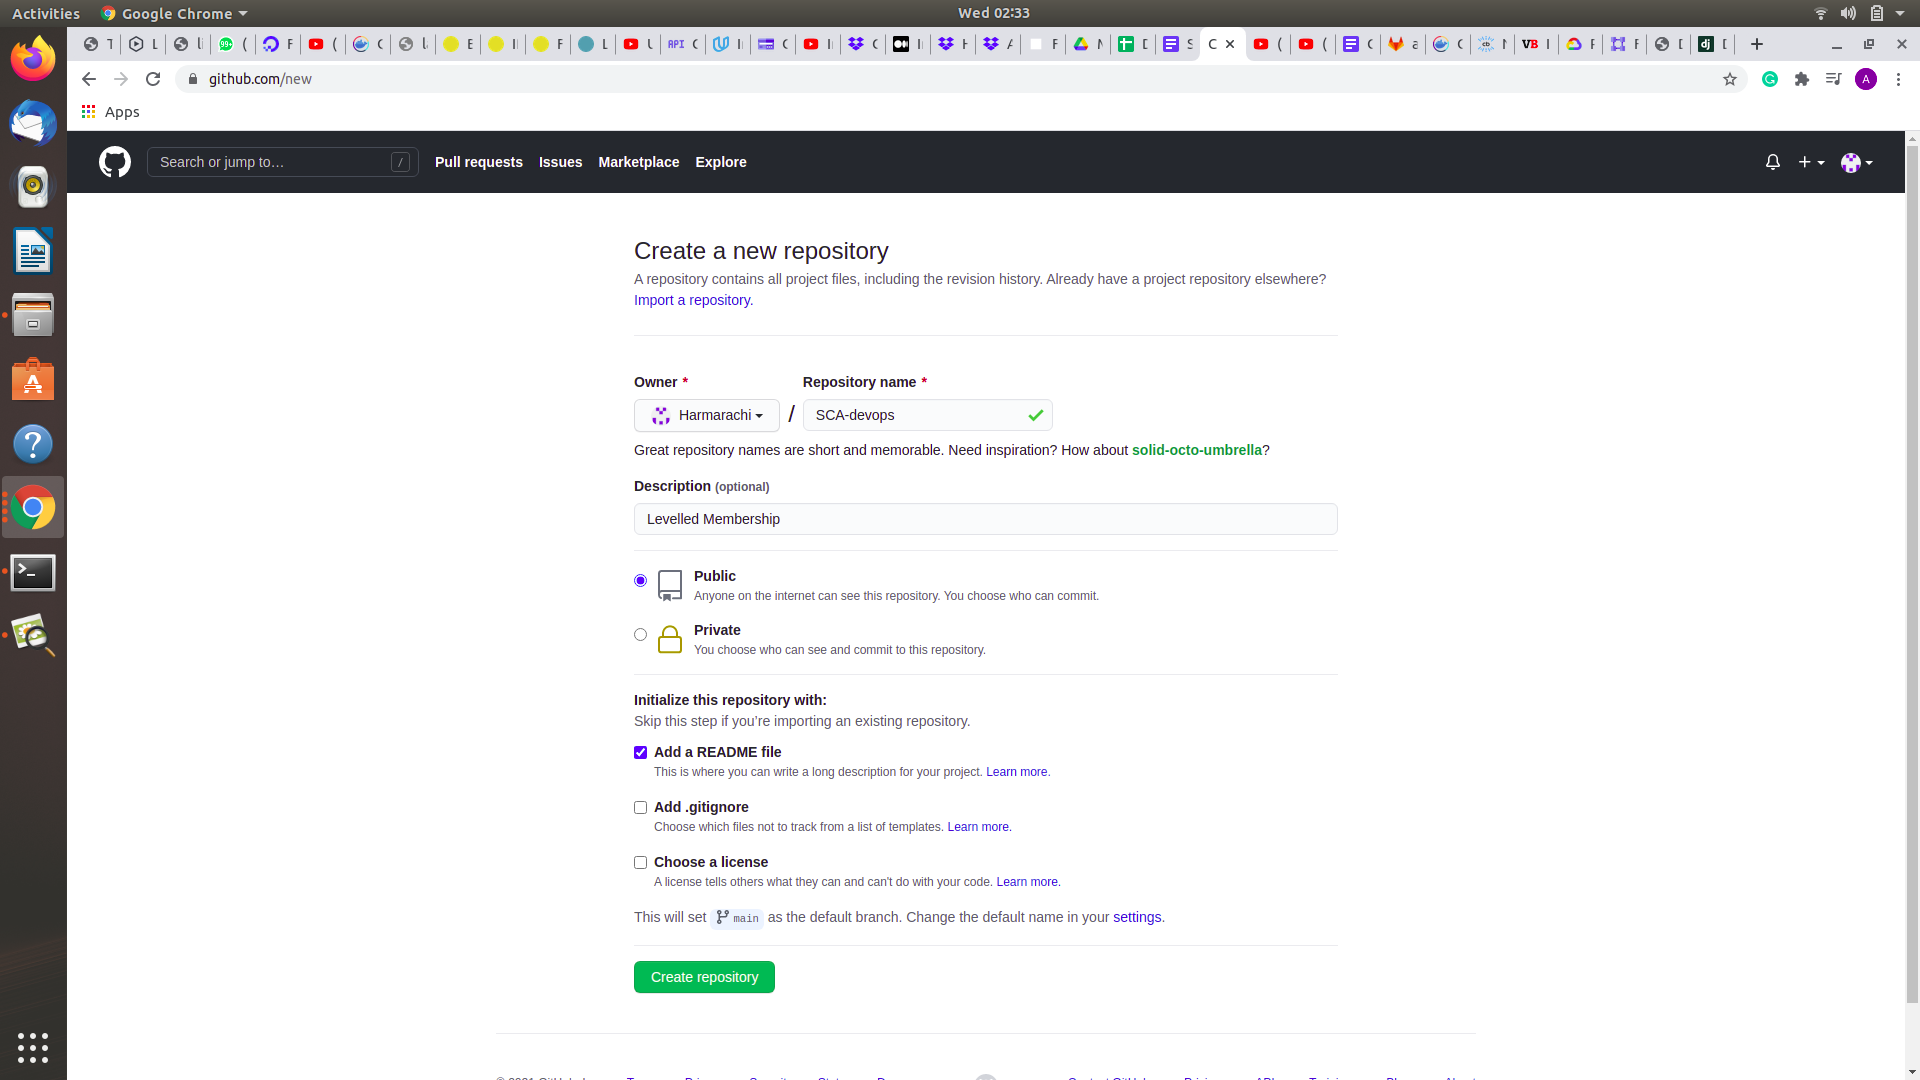 Activities Google Chrome Wed 02:33
github.com/new
Apps
Search or jump to… / Pull requests Issues Marketplace Explore
Create a new repository
A repository contains all project files, including the revision history. Already have a project repository elsewhere?
Import a repository.
Owner * Repository name *
Harmarachi / SCA-devops
Great repository names are short and memorable. Need inspiration? How about solid-octo-umbrella?
Description (optional)
Levelled Membership
Public
Anyone on the internet can see this repository. You choose who can commit.
Private
You choose who can see and commit to this repository.
Initialize this repository with:
Skip this step if you're importing an existing repository.
Add a README file
This is where you can write a long description for your project. Learn more.
Add .gitignore
Choose which files not to track from a list of templates. Learn more.
Choose a license
A license tells others what they can and can't do with your code. Learn more.
This will set main as the default branch. Change the default name in your settings.
Create repository